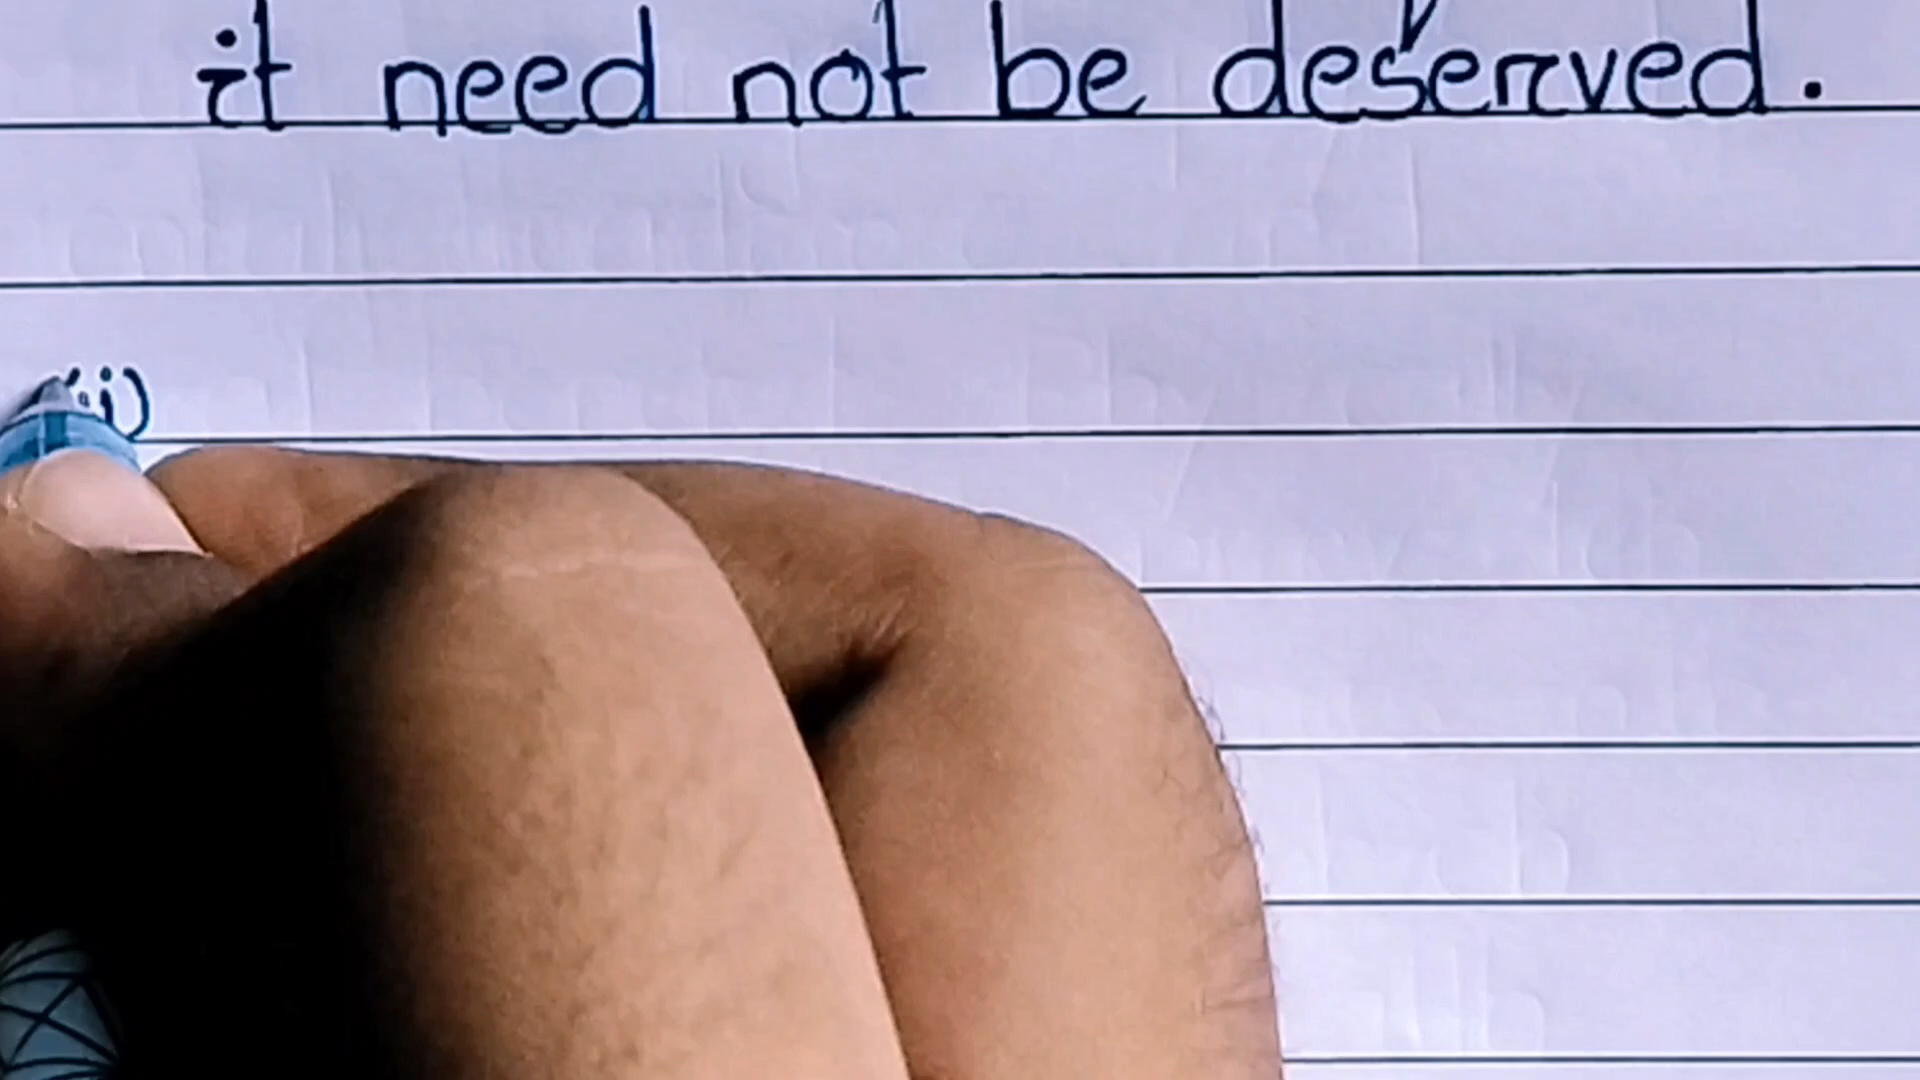 it need not be deserved.
(i)